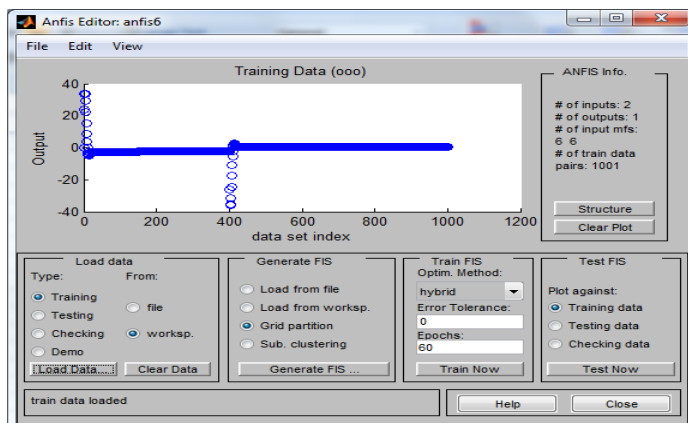 Anfis Editor: anfis6
File Edit View
Training Data (ooo)
40
20
0
-20
-40
Output
0 200 400 600 800 1000 1200
data set index
ANFIS Info.
# of inputs: 2
# of outputs: 1
# of input mfs:
6 6
# of train data
pairs: 1001
Structure
Clear Plot
Load data
Type: From:
Training
Testing
Checking
Demo
file
worksp.
Load Data... Clear Data
Generate FIS
Load from file
Load from worksp.
Grid partition
Sub. clustering
Generate FIS ...
Train FIS
Optim. Method:
hybrid
Error Tolerance:
0
Epochs:
60
Train Now
Test FIS
Plot against:
Training data
Testing data
Checking data
Test Now
train data loaded
Help Close